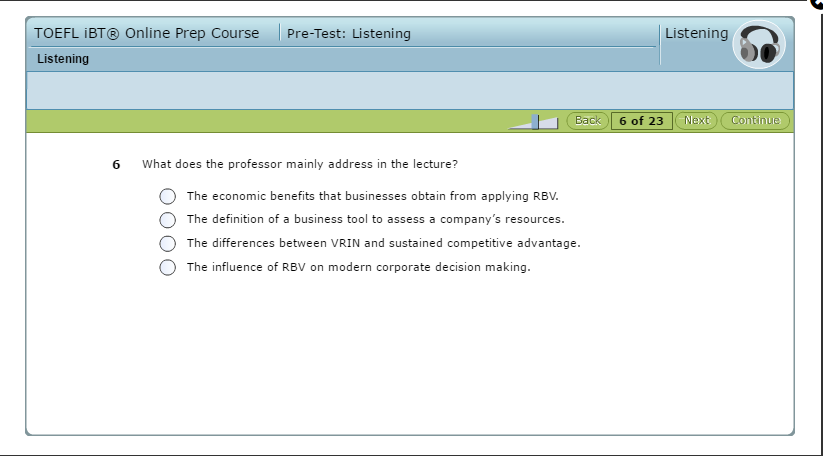 TOEFL iBT® Online Prep Course Pre-Test: Listening Listening
Listening
Back 6 of 23 Next Continue
6 What does the professor mainly address in the lecture?
The economic benefits that businesses obtain from applying RBV.
The definition of a business tool to assess a company's resources.
The differences between VRIN and sustained competitive advantage.
The influence of RBV on modern corporate decision making.